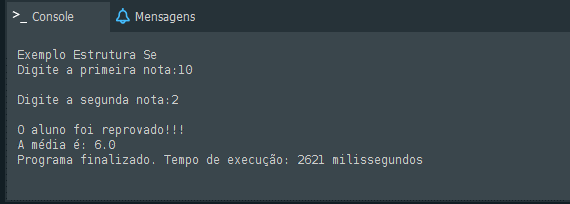 >_ Console Mensagens
Exemplo Estrutura Se
Digite a primeira nota:10
Digite a segunda nota:2
O aluno foi reprovado!!!
A média é: 6.0
Programa finalizado. Tempo de execução: 2621 milissegundos